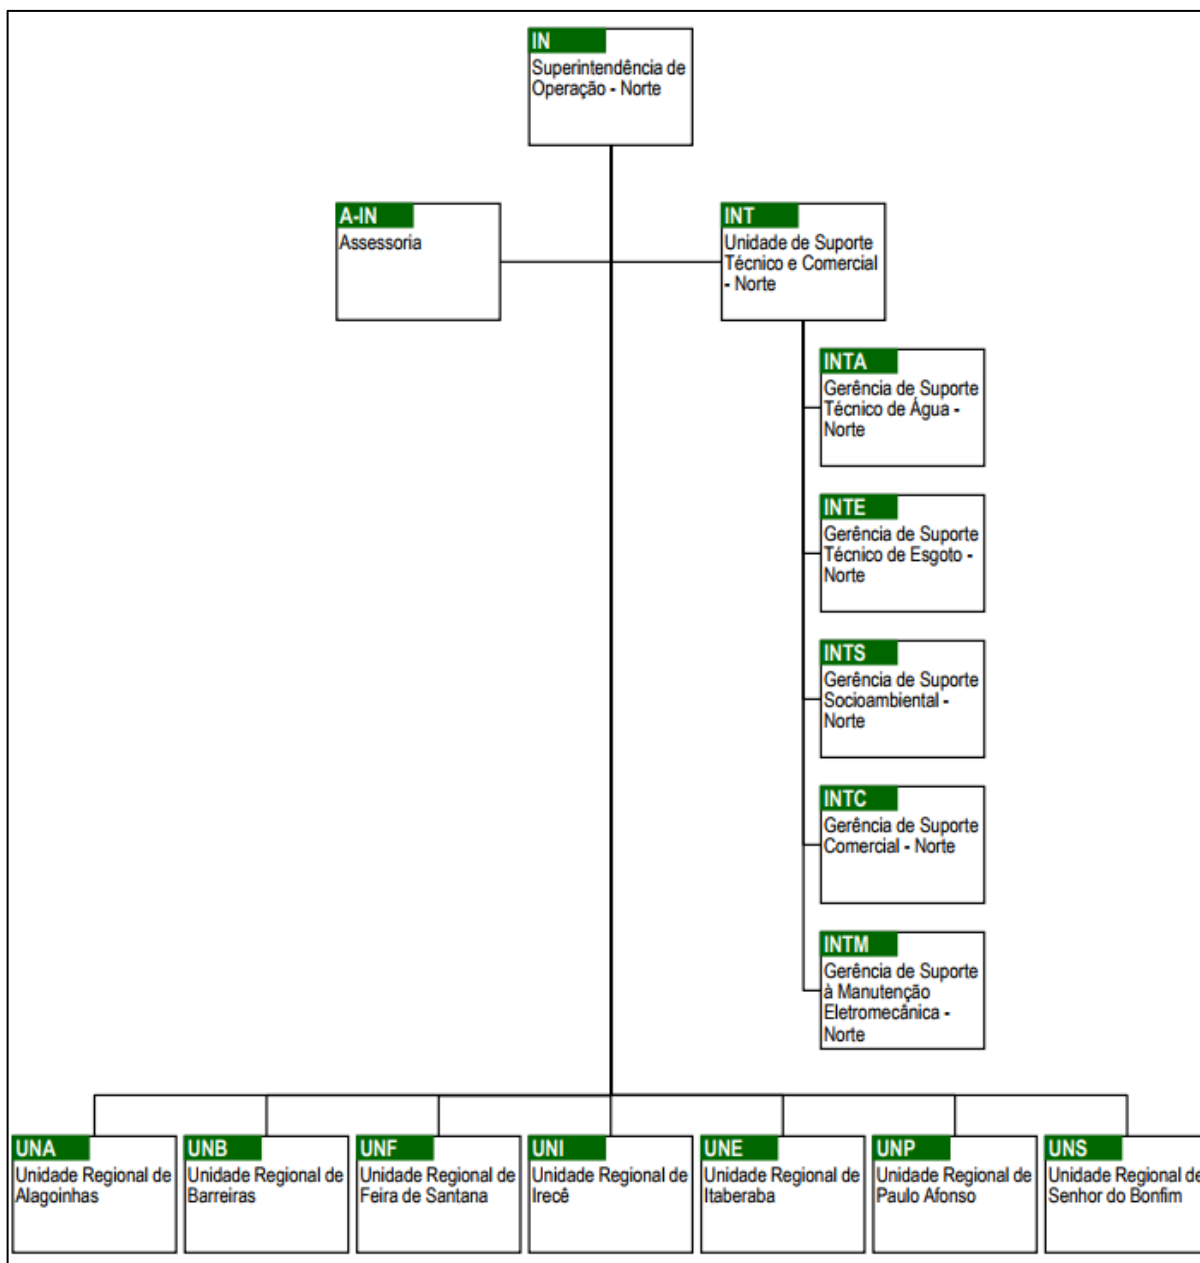 IN
Superintendência de
Operação - Norte
A-IN
Assessoria
INT
Unidade de Suporte
Técnico e Comercial
- Norte
INTA
Gerência de Suporte
Técnico de Água -
Norte
INTE
Gerência de Suporte
Técnico de Esgoto -
Norte
INTS
Gerência de Suporte
Socioambiental -
Norte
INTC
Gerência de Suporte
Comercial - Norte
INTM
Gerência de Suporte
à Manutenção
Eletromecânica -
Norte
UNA
Unidade Regional de
Alagoinhas
UNB
Unidade Regional de
Barreiras
UNF
Unidade Regional de
Feira de Santana
UNI
Unidade Regional de
Irecê
UNE
Unidade Regional de
Itaberaba
UNP
Unidade Regional de
Paulo Afonso
UNS
Unidade Regional de
Senhor do Bonfim